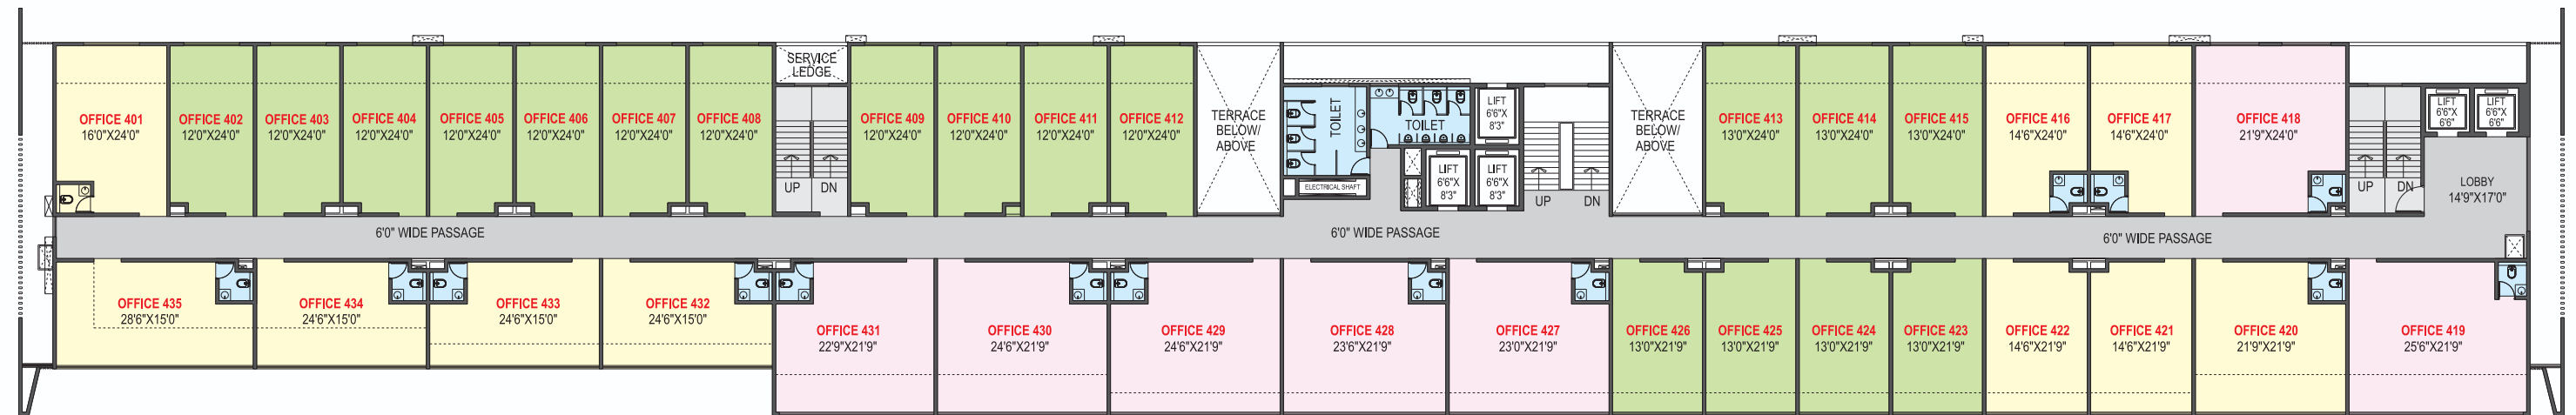 OFFICE 401
16'0"X24'0"
OFFICE 402
12'0"X24'0"
OFFICE 403
12'0"X24'0"
OFFICE 404
12'0"X24'0"
OFFICE 405
12'0"X24'0"
OFFICE 406
12'0"X24'0"
OFFICE 407
12'0"X24'0"
OFFICE 408
12'0"X24'0"
SERVICE
LEDGE
UP
DN
OFFICE 409
12'0"X24'0"
OFFICE 410
12'0"X24'0"
OFFICE 411
12'0"X24'0"
OFFICE 412
12'0"X24'0"
TERRACE
BELOW/
ABOVE
TOILET
ELECTRICAL SHAFT
TOILET
LIFT
6'6"X
8'3"
LIFT
6'6"X
8'3"
LIFT
6'6"X
8'3"
UP
DN
TERRACE
BELOW/
ABOVE
OFFICE 413
13'0"X24'0"
OFFICE 414
13'0"X24'0"
OFFICE 415
13'0"X24'0"
OFFICE 416
14'6"X24'0"
OFFICE 417
14'6"X24'0"
OFFICE 418
21'9"X24'0"
UP
DN
LIFT
6'6"X
6'6"
LIFT
6'6"X
6'6"
LOBBY
14'9"X17'0"
6'0" WIDE PASSAGE
6'0" WIDE PASSAGE
6'0" WIDE PASSAGE
OFFICE 435
28'6"X15'0"
OFFICE 434
24'6"X15'0"
OFFICE 433
24'6"X15'0"
OFFICE 432
24'6"X15'0"
OFFICE 431
22'9"X21'9"
OFFICE 430
24'6"X21'9"
OFFICE 429
24'6"X21'9"
OFFICE 428
23'6"X21'9"
OFFICE 427
23'0"X21'9"
OFFICE 426
13'0"X21'9"
OFFICE 425
13'0"X21'9"
OFFICE 424
13'0"X21'9"
OFFICE 423
13'0"X21'9"
OFFICE 422
14'6"X21'9"
OFFICE 421
14'6"X21'9"
OFFICE 420
21'9"X21'9"
OFFICE 419
25'6"X21'9"